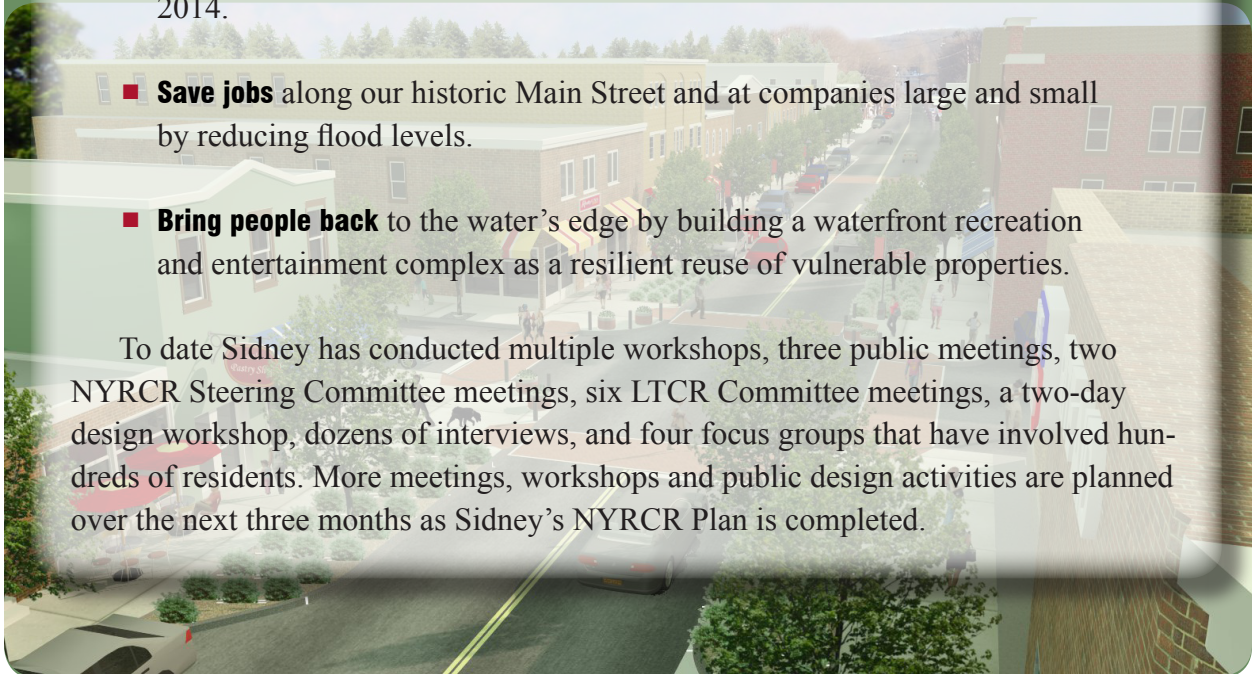 2014.
■ Save jobs along our historic Main Street and at companies large and small
by reducing flood levels.
■ Bring people back to the water’s edge by building a waterfront recreation
and entertainment complex as a resilient reuse of vulnerable properties.
To date Sidney has conducted multiple workshops, three public meetings, two
NYRCR Steering Committee meetings, six LTCR Committee meetings, a two-day
design workshop, dozens of interviews, and four focus groups that have involved hun-
dreds of residents. More meetings, workshops and public design activities are planned
over the next three months as Sidney’s NYRCR Plan is completed.